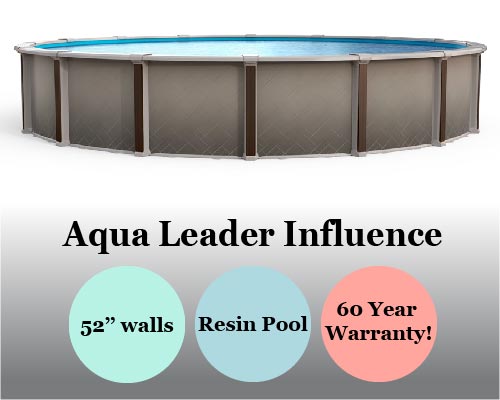 Aqua Leader Influence
52” walls
Resin Pool
60 Year
Warranty!